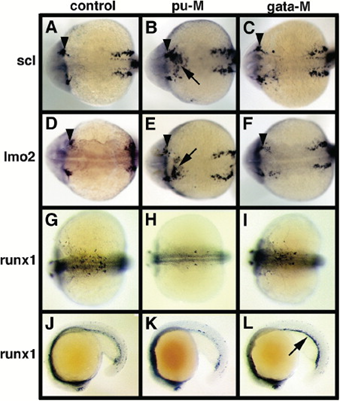 control pu-M gata-M
scl A B C
lmo2 D E F
runx1 G H I
runx1 J K L